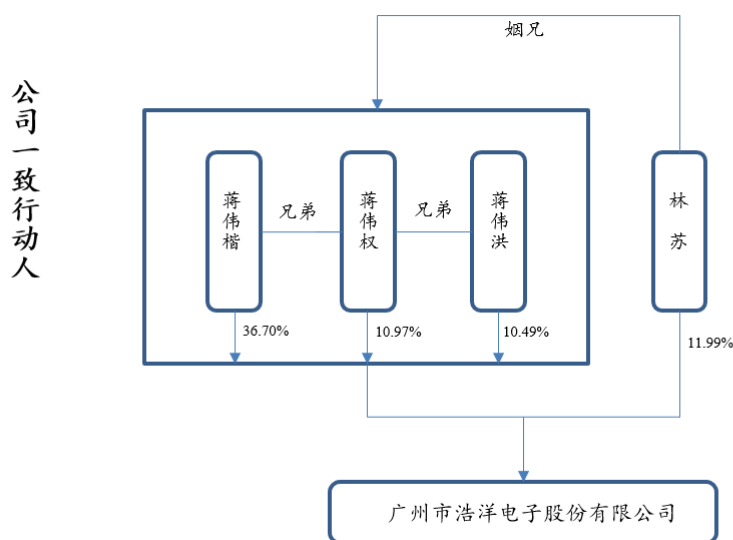 姻兄
公司一致行动人
蒋伟楷
兄弟
蒋伟权
兄弟
蒋伟洪
林苏
36.70%
10.97%
10.49%
11.99%
广州市浩洋电子股份有限公司